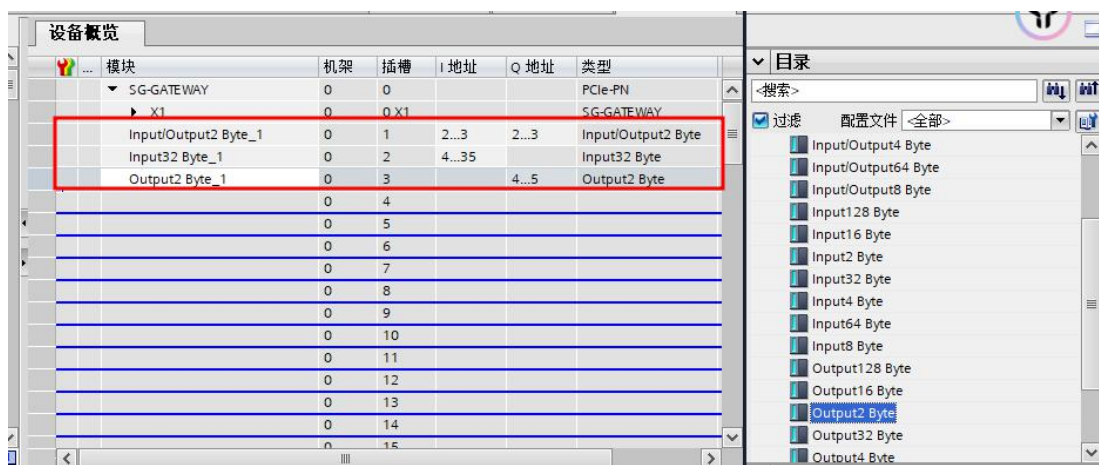 设备概览
... 模块 机架 插槽 I 地址 Q 地址 类型
SG-GATEWAY 0 0 PCIe-PN
X1 0 0 X1 SG-GATEWAY
Input/Output2 Byte_1 0 1 2...3 2...3 Input/Output2 Byte
Input32 Byte_1 0 2 4...35 Input32 Byte
Output2 Byte_1 0 3 4...5 Output2 Byte
0 4
0 5
0 6
0 7
0 8
0 9
0 10
0 11
0 12
0 13
0 14
0 15
目录
<搜索>
过滤 配置文件 <全部>
Input/Output4 Byte
Input/Output64 Byte
Input/Output8 Byte
Input128 Byte
Input16 Byte
Input2 Byte
Input32 Byte
Input4 Byte
Input64 Byte
Input8 Byte
Output128 Byte
Output16 Byte
Output2 Byte
Output32 Byte
Output4 Byte